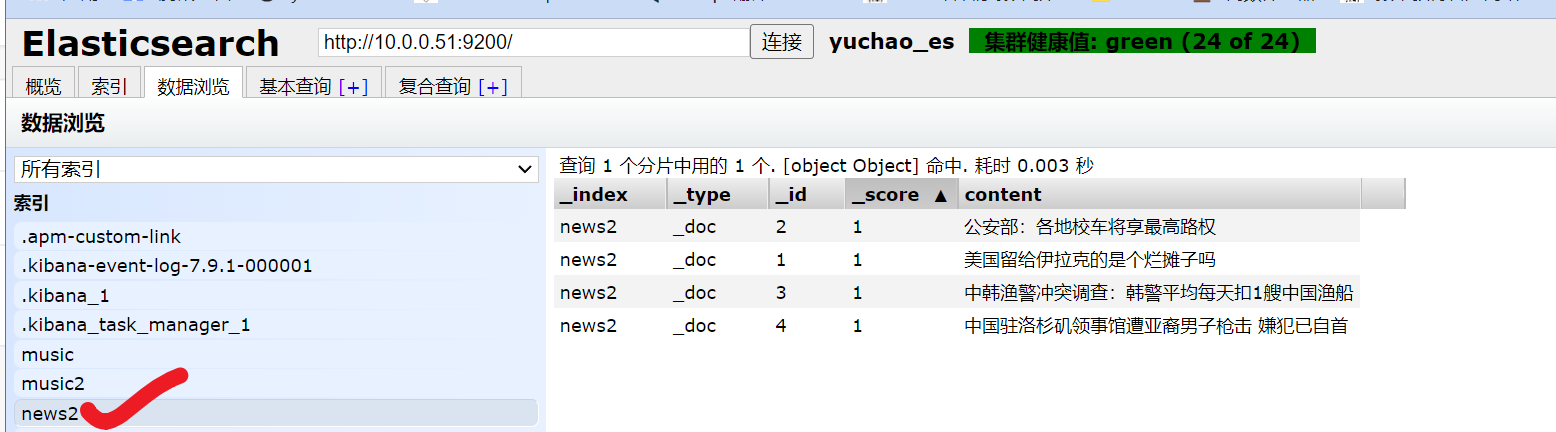 Elasticsearch http://10.0.0.51:9200/ 连接 yuchao_es 集群健康值: green (24 of 24)
概览 索引 数据浏览 基本查询 [+] 复合查询 [+]
数据浏览
所有索引
索引
.apm-custom-link
.kibana-event-log-7.9.1-000001
.kibana_1
.kibana_task_manager_1
music
music2
news2
查询 1 个分片中用的 1 个. [object Object] 命中. 耗时 0.003 秒
_index _type _id _score ▲ content
news2 _doc 2 1 公安部：各地校车将享最高路权
news2 _doc 1 1 美国留给伊拉克的是个烂摊子吗
news2 _doc 3 1 中韩渔警冲突调查：韩警平均每天扣1艘中国渔船
news2 _doc 4 1 中国驻洛杉矶领事馆遭亚裔男子枪击 嫌犯已自首